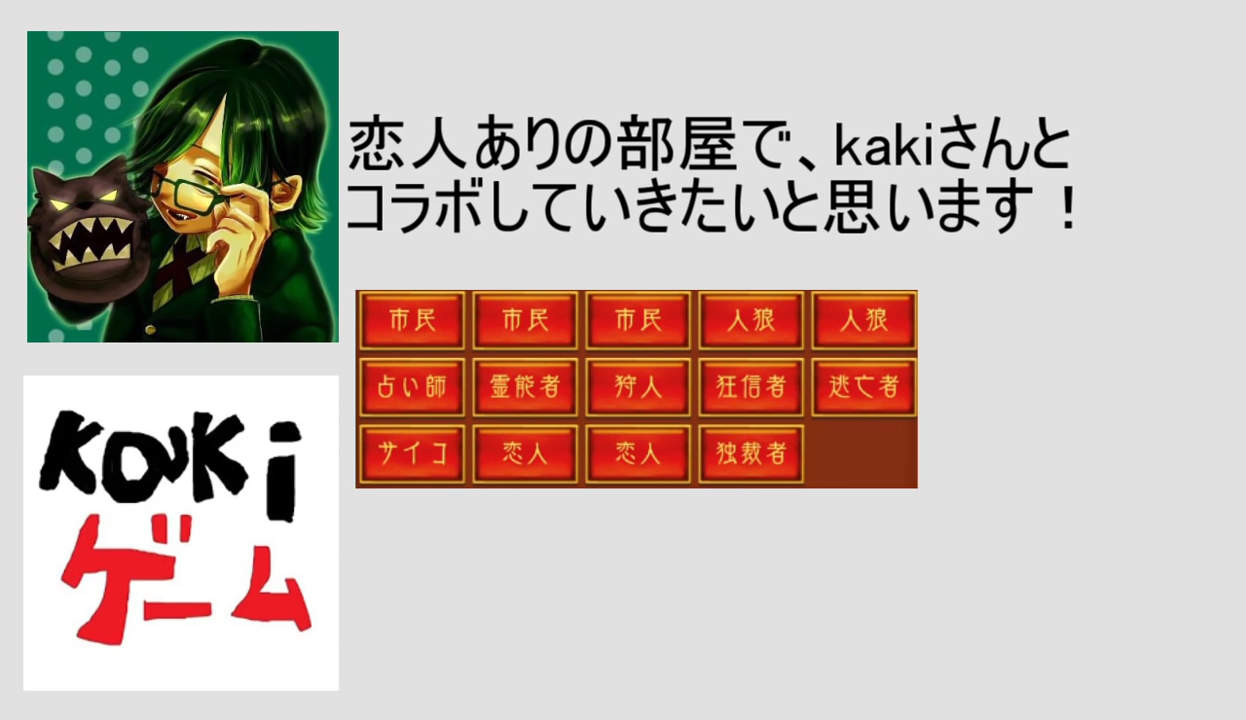 恋人ありの部屋で、kakiさんと
コラボしていきたいと思います！
市民 市民 市民 人狼 人狼
占い師 霊能者 狩人 狂信者 逃亡者
サイコ 恋人 恋人 独裁者
KaKi
ゲーム